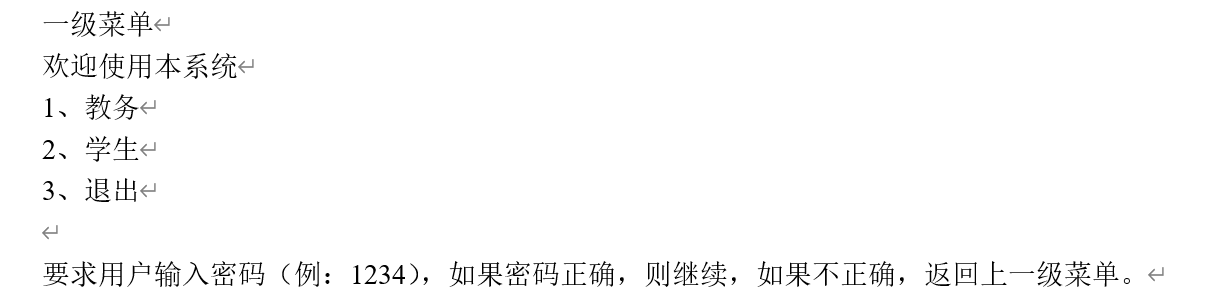 一级菜单
欢迎使用本系统
1、教务
2、学生
3、退出
要求用户输入密码（例：1234），如果密码正确，则继续，如果不正确，返回上一级菜单。